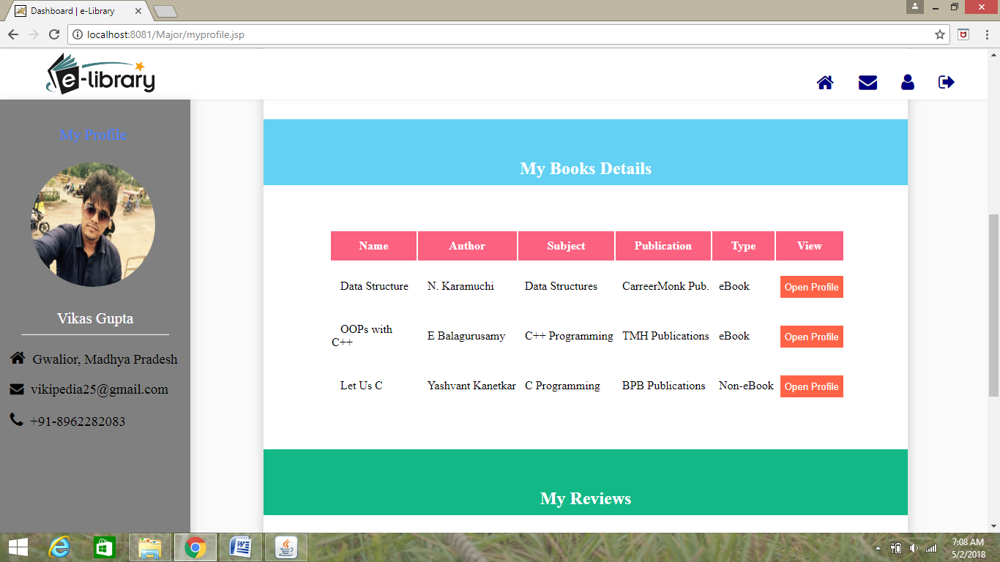 Dashboard | e-Library
localhost:8081/Major/myprofile.jsp
e-library
My Profile
Vikas Gupta
Gwalior, Madhya Pradesh
vikipedia25@gmail.com
+91-8962282083
My Books Details
Name Author Subject Publication Type View
Data Structure N. Karamuchi Data Structures CarreerMonk Pub. eBook Open Profile
OOPs with
C++ E Balagurusamy C++ Programming TMH Publications eBook Open Profile
Let Us C Yashvant Kanetkar C Programming BPB Publications Non-eBook Open Profile
My Reviews
7:08 AM
5/2/2018